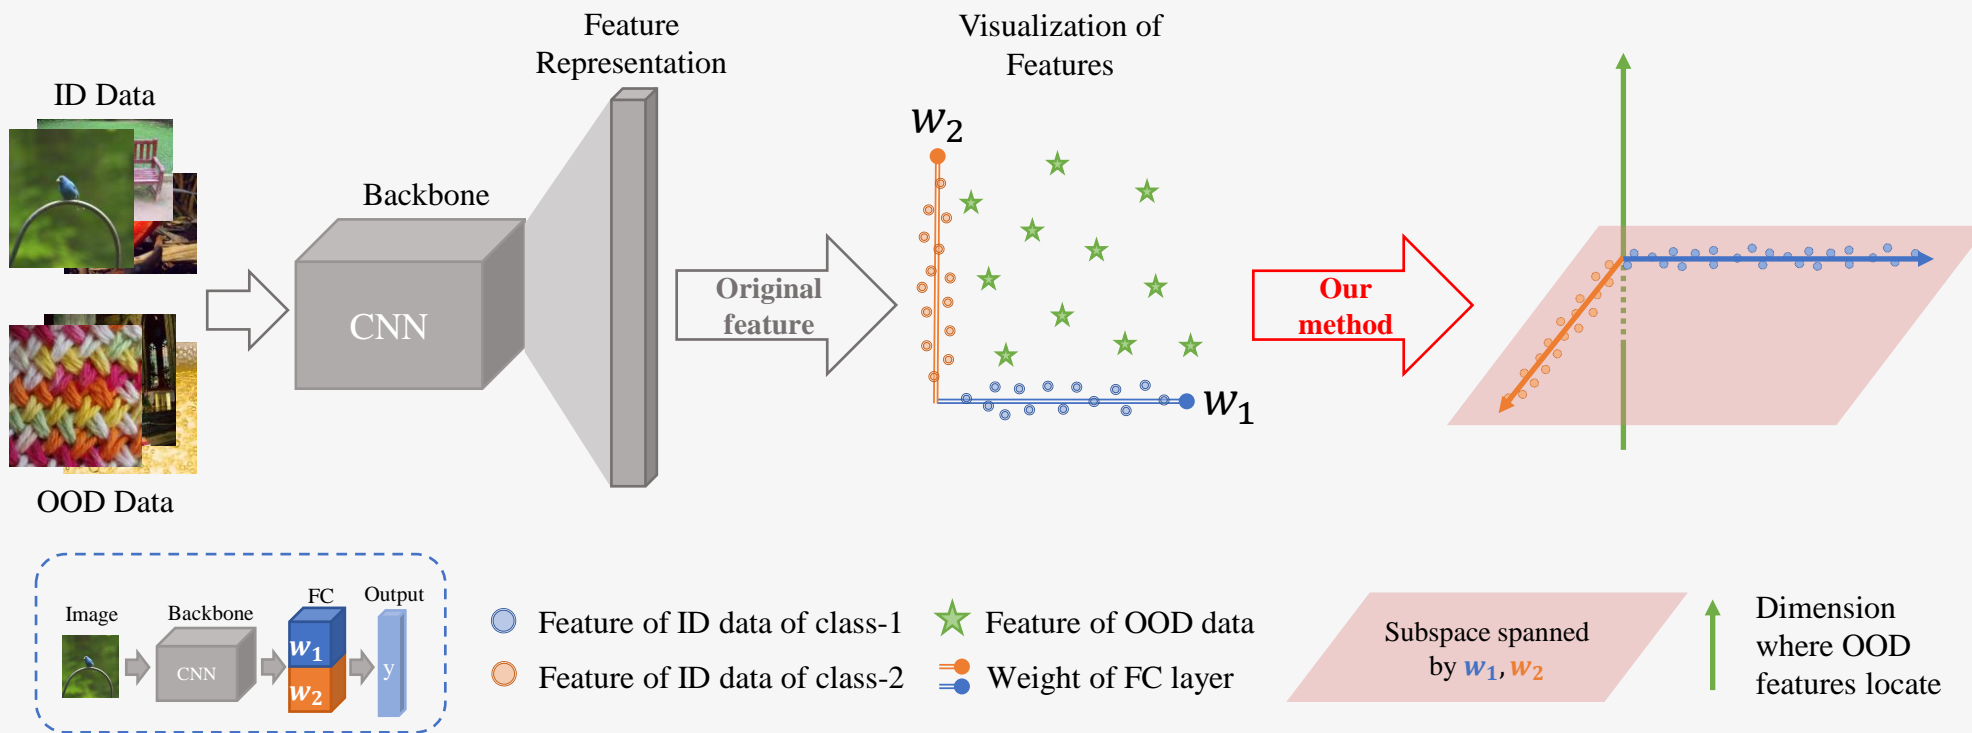 Feature
Representation
Visualization of
Features
ID Data
Backbone
CNN
Original
feature
w₂
w₁
Our
method
OOD Data
Image
Backbone
FC
Output
CNN
w₁
w₂
y
Feature of ID data of class-1
Feature of ID data of class-2
Feature of OOD data
Weight of FC layer
Subspace spanned
by w₁, w₂
Dimension
where OOD
features locate